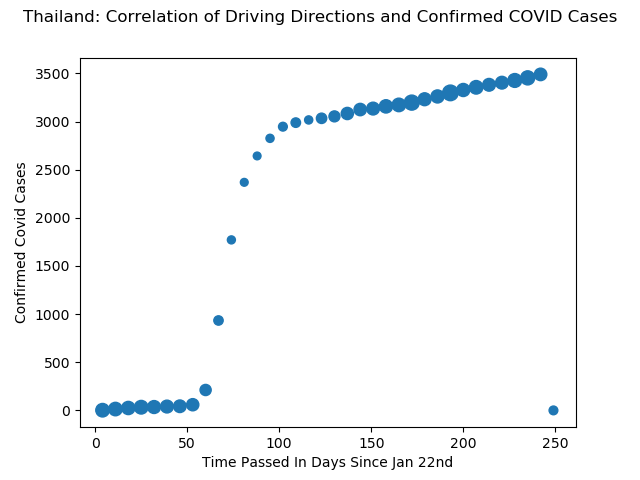 Thailand: Correlation of Driving Directions and Confirmed COVID Cases
3500
3000
2500
2000
1500
1000
500
0
Confirmed Covid Cases
0 50 100 150 200 250
Time Passed In Days Since Jan 22nd